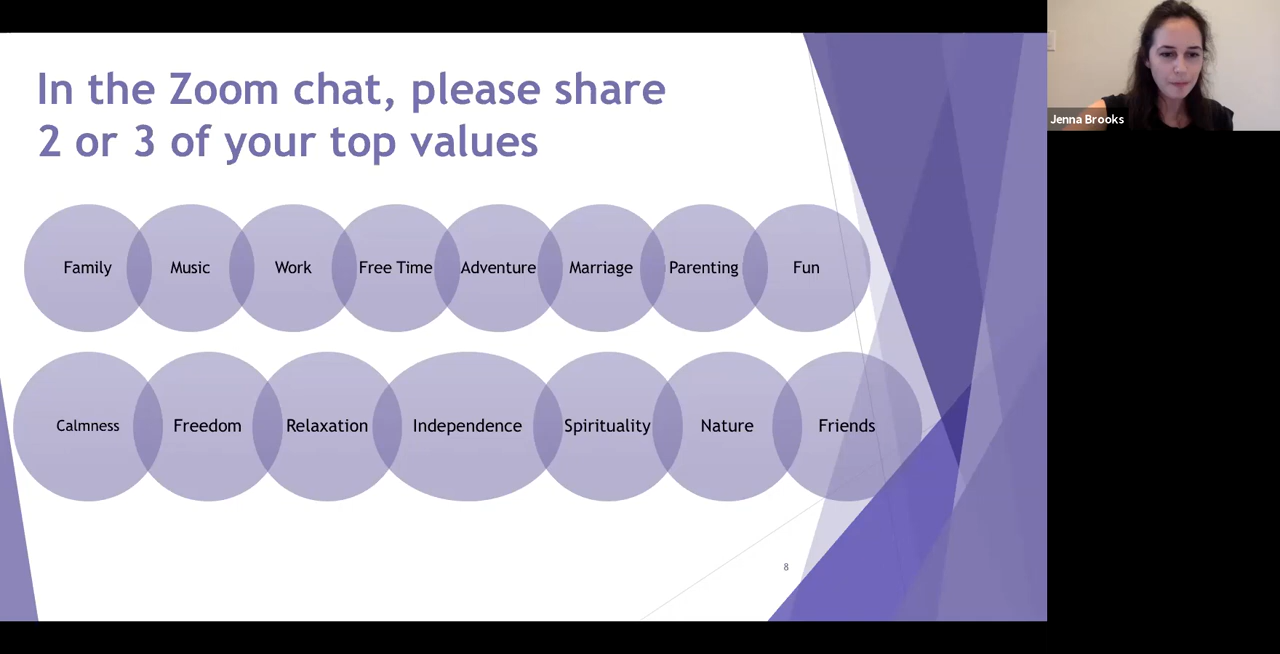 In the Zoom chat, please share
2 or 3 of your top values
Jenna Brooks
Family Music Work Free Time Adventure Marriage Parenting Fun
Calmness Freedom Relaxation Independence Spirituality Nature Friends
8